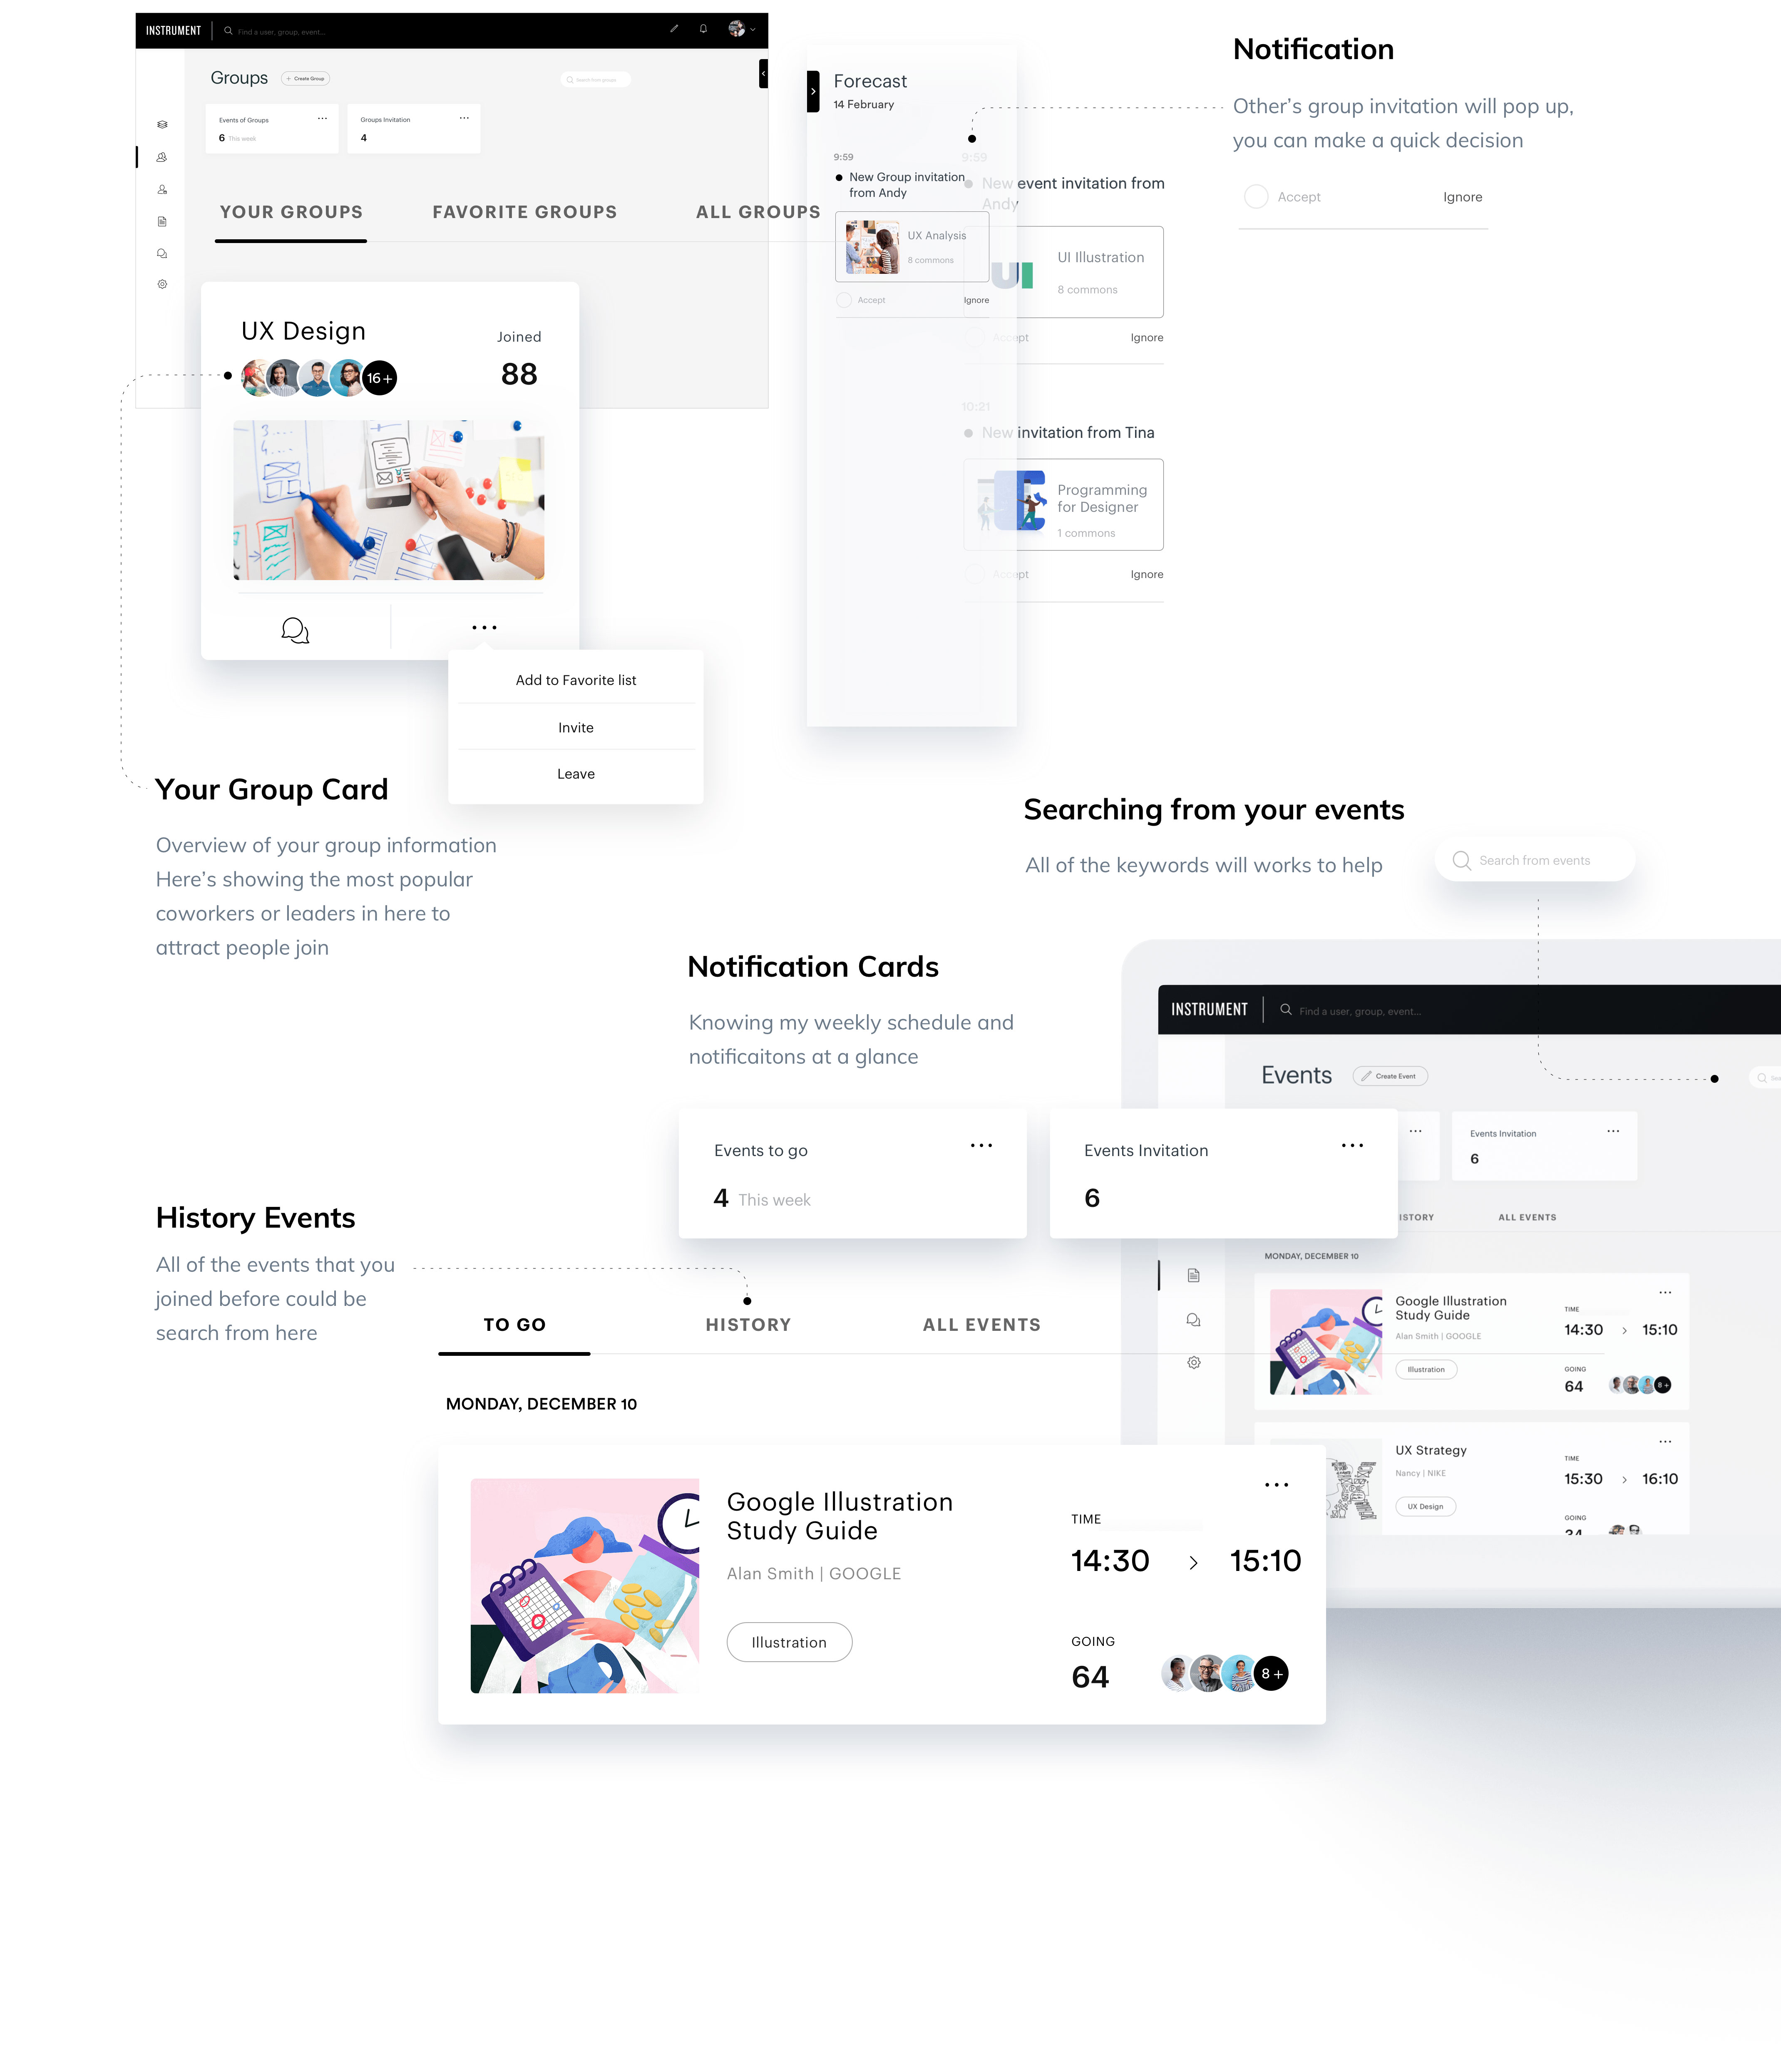 INSTRUMENT
Find a user, group, event...
Groups
+ Create Group
Search from groups
Events of Groups
6 This week
Groups Invitation
4
YOUR GROUPS
FAVORITE GROUPS
ALL GROUPS
UX Design
16+
Joined
88
Add to Favorite list
Invite
Leave
Forecast
14 February
9:59
New Group invitation
from Andy
UX Analysis
8 commons
Accept
Ignore
9:59
New event invitation from
Andy
UI
UI Illustration
8 commons
Accept
Ignore
10:21
New invitation from Tina
Programming
for Designer
1 commons
Accept
Ignore
Notification
Other's group invitation will pop up,
you can make a quick decision
Accept
Ignore
Your Group Card
Overview of your group information
Here's showing the most popular
coworkers or leaders in here to
attract people join
Searching from your events
All of the keywords will works to help
Search from events
Notification Cards
Knowing my weekly schedule and
notificaitons at a glance
Events to go
4 This week
Events Invitation
6
INSTRUMENT
Find a user, group, event...
Events
Create Event
Events Invitation
6
ISTORY
ALL EVENTS
MONDAY, DECEMBER 10
Google Illustration
Study Guide
Alan Smith | GOOGLE
Illustration
TIME
14:30 > 15:10
GOING
64
8 +
UX Strategy
Nancy | NIKE
UX Design
TIME
15:30 > 16:10
GOING
History Events
All of the events that you
joined before could be
search from here
TO GO
HISTORY
ALL EVENTS
MONDAY, DECEMBER 10
Google Illustration
Study Guide
Alan Smith | GOOGLE
Illustration
TIME
14:30 > 15:10
GOING
64
8 +